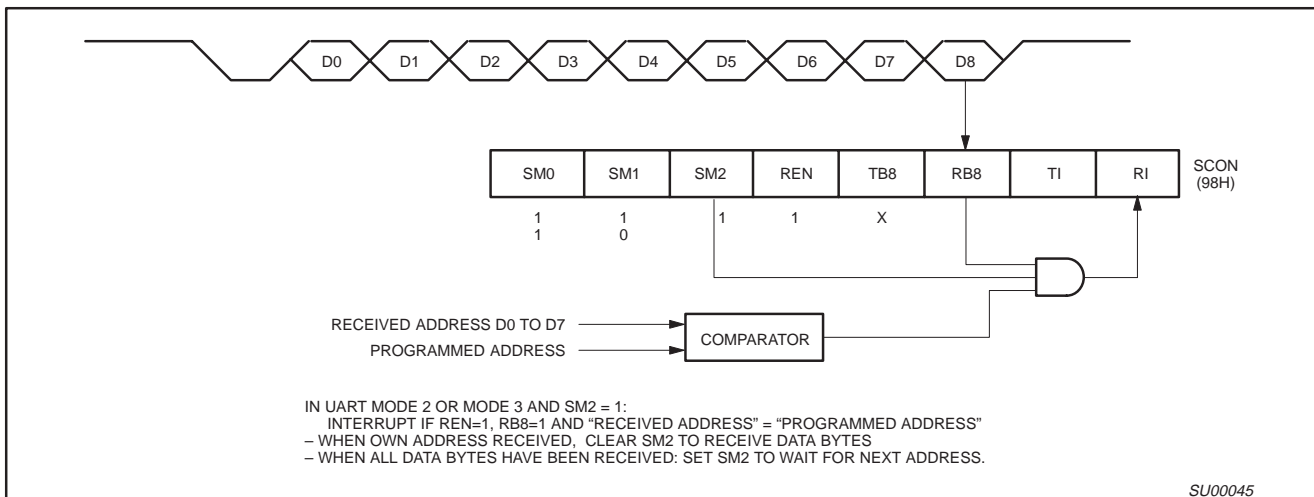 D0 D1 D2 D3 D4 D5 D6 D7 D8
SM0 SM1 SM2 REN TB8 RB8 TI RI
SCON
(98H)
1 1 1 1 X
1 0
RECEIVED ADDRESS D0 TO D7
PROGRAMMED ADDRESS
COMPARATOR
IN UART MODE 2 OR MODE 3 AND SM2 = 1:
INTERRUPT IF REN=1, RB8=1 AND “RECEIVED ADDRESS” = “PROGRAMMED ADDRESS”
– WHEN OWN ADDRESS RECEIVED, CLEAR SM2 TO RECEIVE DATA BYTES
– WHEN ALL DATA BYTES HAVE BEEN RECEIVED: SET SM2 TO WAIT FOR NEXT ADDRESS.
SU00045